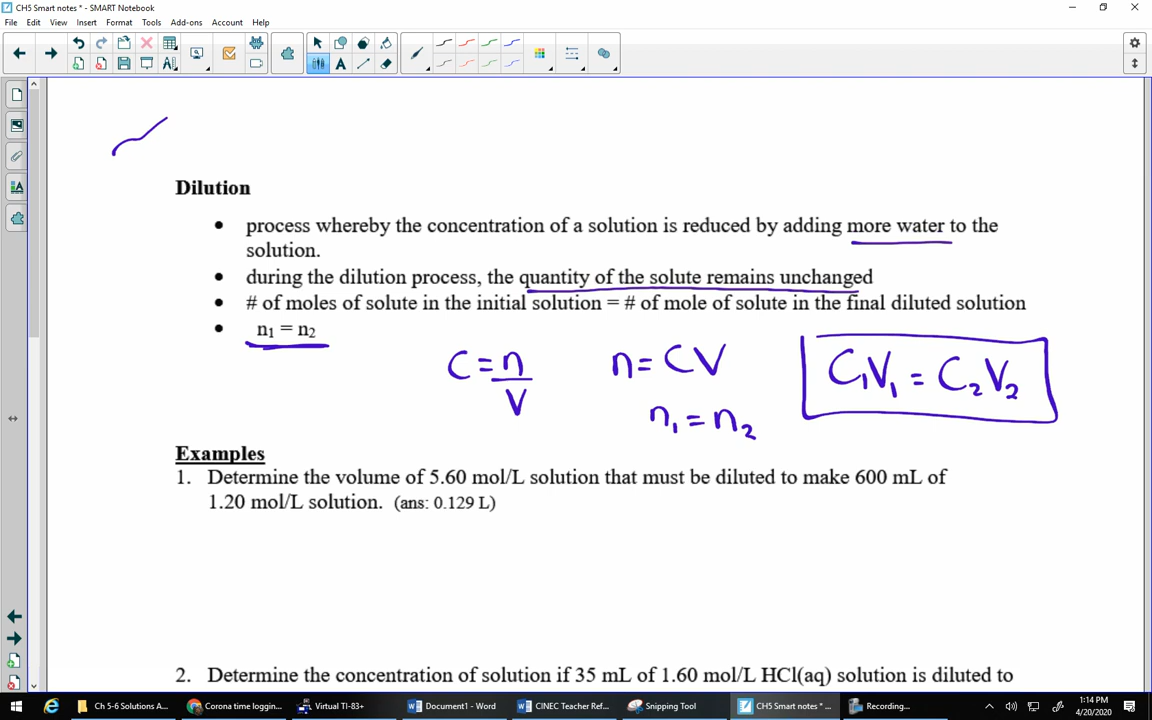 CH5 Smart notes * - SMART Notebook
File Edit View Insert Format Tools Add-ons Account Help
Dilution
• process whereby the concentration of a solution is reduced by adding more water to the
solution.
• during the dilution process, the quantity of the solute remains unchanged
• # of moles of solute in the initial solution = # of mole of solute in the final diluted solution
• n₁ = n₂
C = n/V n = CV C₁V₁ = C₂V₂
n₁ = n₂
Examples
1. Determine the volume of 5.60 mol/L solution that must be diluted to make 600 mL of
1.20 mol/L solution. (ans: 0.129 L)
2. Determine the concentration of solution if 35 mL of 1.60 mol/L HCl(aq) solution is diluted to
Ch 5-6 Solutions A... Corona time loggin... Virtual TI-83+ Document1 - Word CINEC Teacher Ref... Snipping Tool CH5 Smart notes * ... Recording... 1:14 PM
4/20/2020